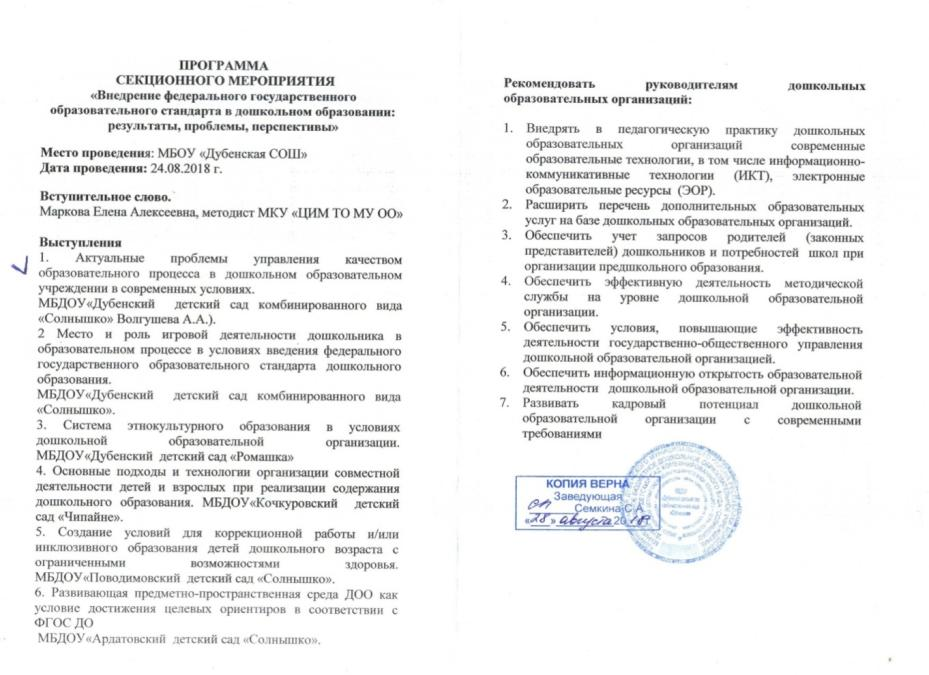 ПРОГРАММА
СЕКЦИОННОГО МЕРОПРИЯТИЯ
«Внедрение федерального государственного
образовательного стандарта в дошкольном образовании:
результаты, проблемы, перспективы»
Место проведения: МБОУ «Дубенская СОШ»
Дата проведения: 24.08.2018 г.
Вступительное слово.
Маркова Елена Алексеевна, методист МКУ «ЦИМ ТО МУ ОО»
Выступления
1. Актуальные проблемы управления качеством
образовательного процесса в дошкольном образовательном
учреждении в современных условиях.
МБДОУ«Дубенский детский сад комбинированного вида
«Солнышко» Волгушева А.А.).
2 Место и роль игровой деятельности дошкольника в
образовательном процессе в условиях введения федерального
государственного образовательного стандарта дошкольного
образования.
МБДОУ«Дубенский детский сад комбинированного вида
«Солнышко».
3. Система этнокультурного образования в условиях
дошкольной образовательной организации.
МБДОУ«Дубенский детский сад «Ромашка»
4. Основные подходы и технологии организации совместной
деятельности детей и взрослых при реализации содержания
дошкольного образования. МБДОУ«Кочкуровский детский
сад «Чипайне».
5. Создание условий для коррекционной работы и/или
инклюзивного образования детей дошкольного возраста с
ограниченными возможностями здоровья.
МБДОУ«Поводимовский детский сад «Солнышко».
6. Развивающая предметно-пространственная среда ДОО как
условие достижения целевых ориентиров в соответствии с
ФГОС ДО
МБДОУ«Ардатовский детский сад «Солнышко».
Рекомендовать руководителям дошкольных
образовательных организаций:
1. Внедрять в педагогическую практику дошкольных
образовательных организаций современные
образовательные технологии, в том числе информационно-
коммуникативные технологии (ИКТ), электронные
образовательные ресурсы (ЭОР).
2. Расширить перечень дополнительных образовательных
услуг на базе дошкольных образовательных организаций.
3. Обеспечить учет запросов родителей (законных
представителей) дошкольников и потребностей школ при
организации предшкольного образования.
4. Обеспечить эффективную деятельность методической
службы на уровне дошкольной образовательной
организации.
5. Обеспечить условия, повышающие эффективность
деятельности государственно-общественного управления
дошкольной образовательной организацией.
6. Обеспечить информационную открытость образовательной
деятельности дошкольной образовательной организации.
7. Развивать кадровый потенциал дошкольной
образовательной организации с современными
требованиями
КОПИЯ ВЕРНА
Заведующая
Семкина С.А.
«28» августа 2018